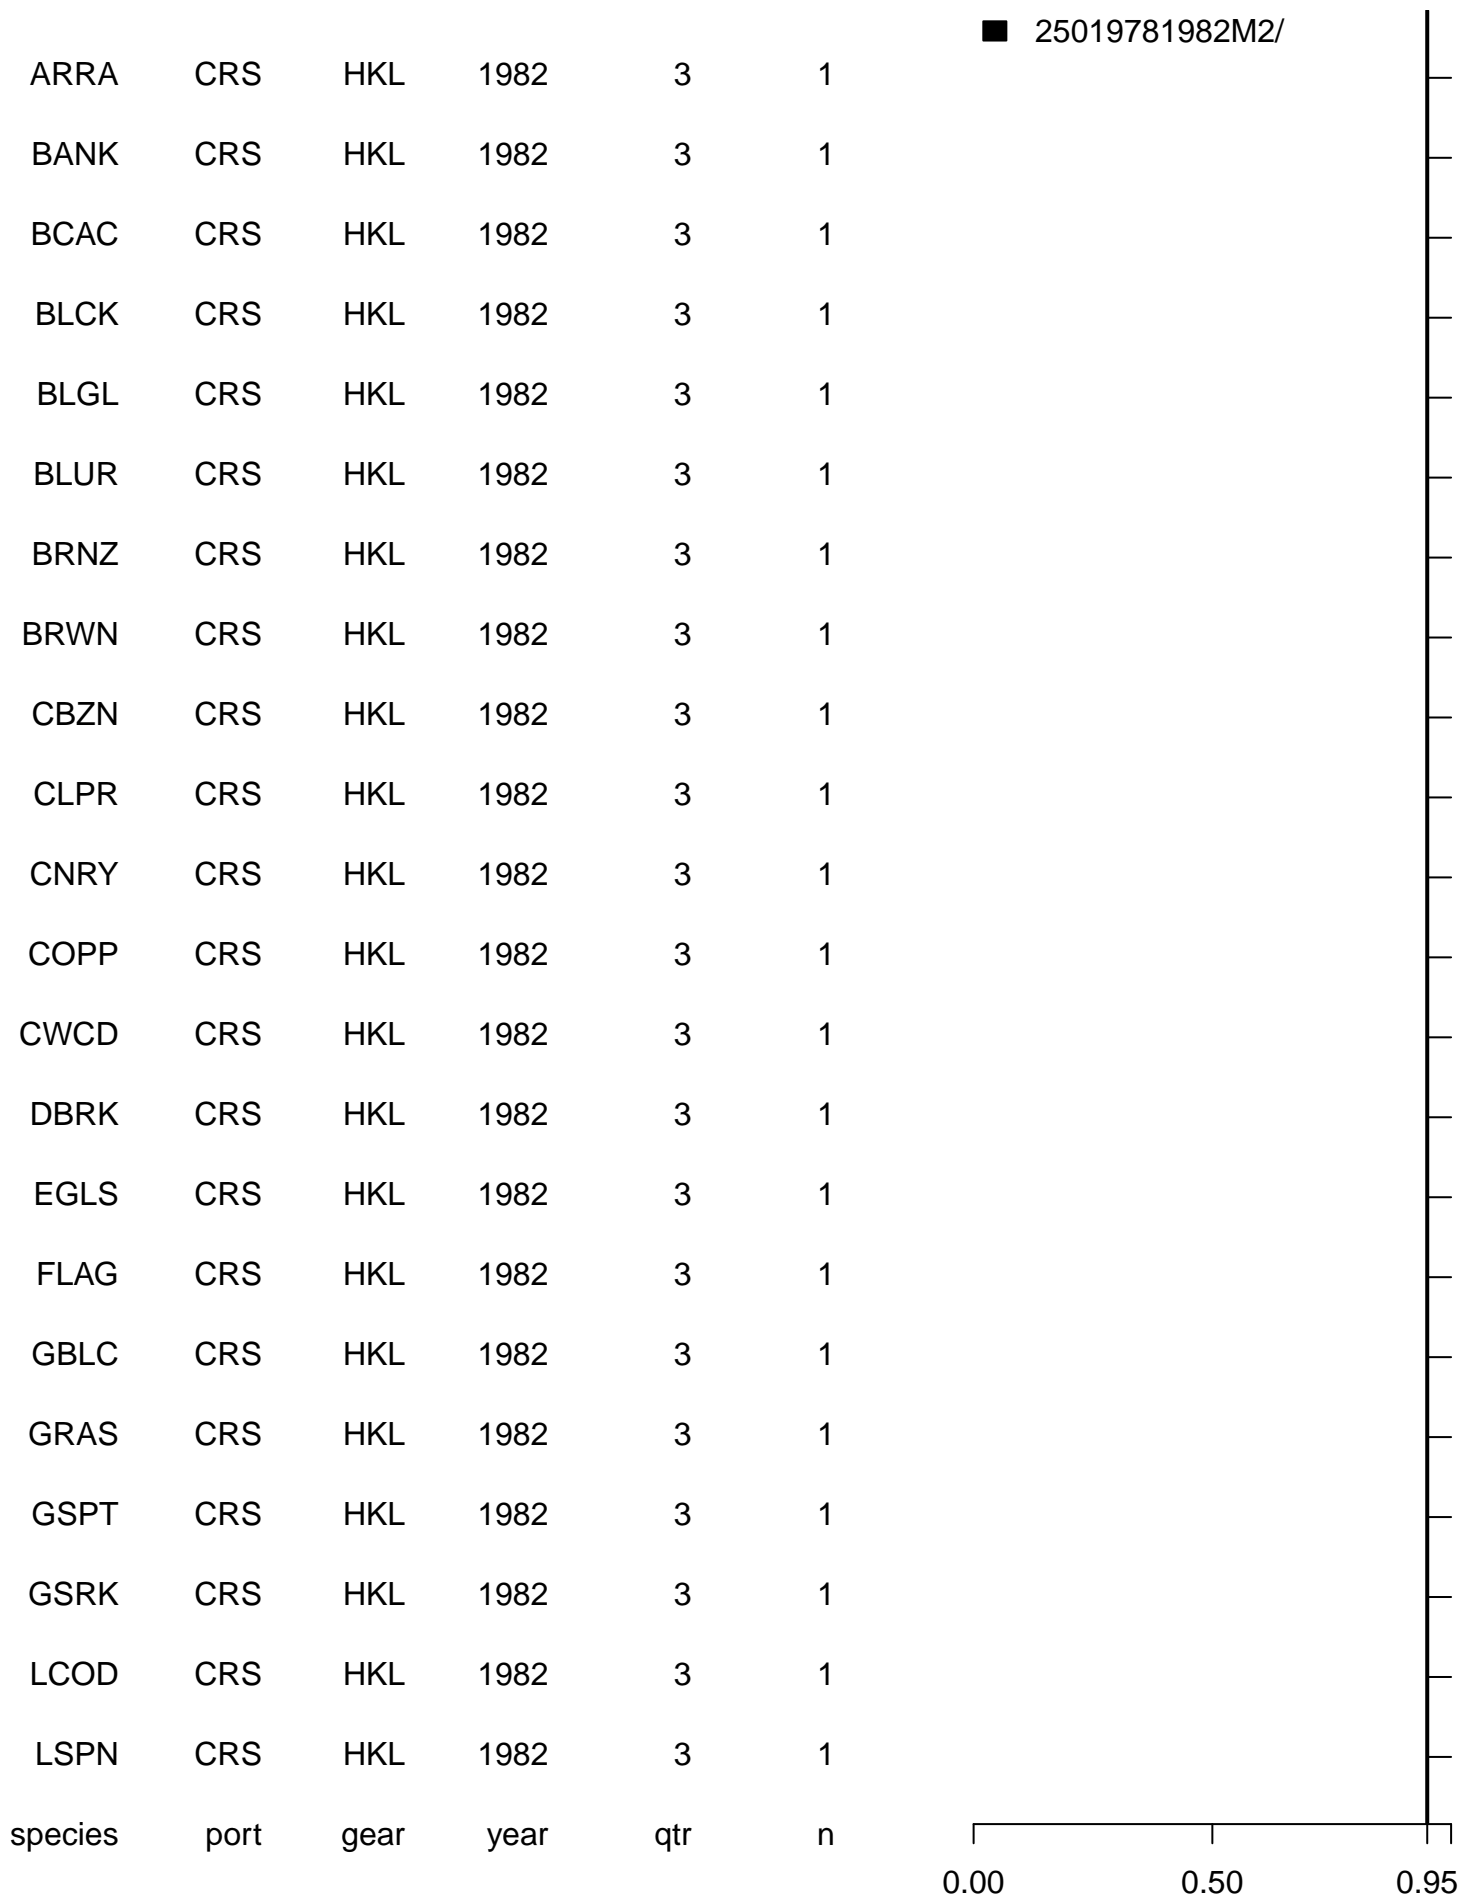 25019781982M2/
ARRA CRS HKL 1982 3 1
BANK CRS HKL 1982 3 1
BCAC CRS HKL 1982 3 1
BLCK CRS HKL 1982 3 1
BLGL CRS HKL 1982 3 1
BLUR CRS HKL 1982 3 1
BRNZ CRS HKL 1982 3 1
BRWN CRS HKL 1982 3 1
CBZN CRS HKL 1982 3 1
CLPR CRS HKL 1982 3 1
CNRY CRS HKL 1982 3 1
COPP CRS HKL 1982 3 1
CWCD CRS HKL 1982 3 1
DBRK CRS HKL 1982 3 1
EGLS CRS HKL 1982 3 1
FLAG CRS HKL 1982 3 1
GBLC CRS HKL 1982 3 1
GRAS CRS HKL 1982 3 1
GSPT CRS HKL 1982 3 1
GSRK CRS HKL 1982 3 1
LCOD CRS HKL 1982 3 1
LSPN CRS HKL 1982 3 1
species port gear year qtr n
0.00 0.50 0.95